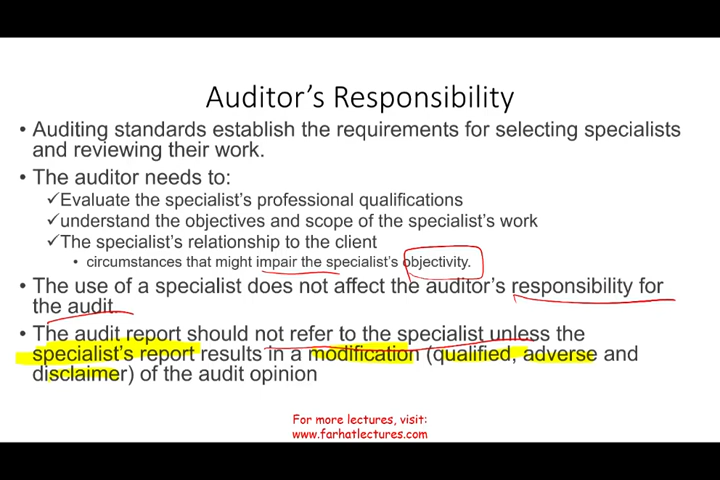 Auditor's Responsibility
• Auditing standards establish the requirements for selecting specialists
and reviewing their work.
• The auditor needs to:
✓Evaluate the specialist's professional qualifications
✓understand the objectives and scope of the specialist's work
✓The specialist's relationship to the client
• circumstances that might impair the specialist's objectivity.
• The use of a specialist does not affect the auditor's responsibility for
the audit
• The audit report should not refer to the specialist unless the
specialist's report results in a modification (qualified, adverse and
disclaimer) of the audit opinion
For more lectures, visit:
www.farhatlectures.com